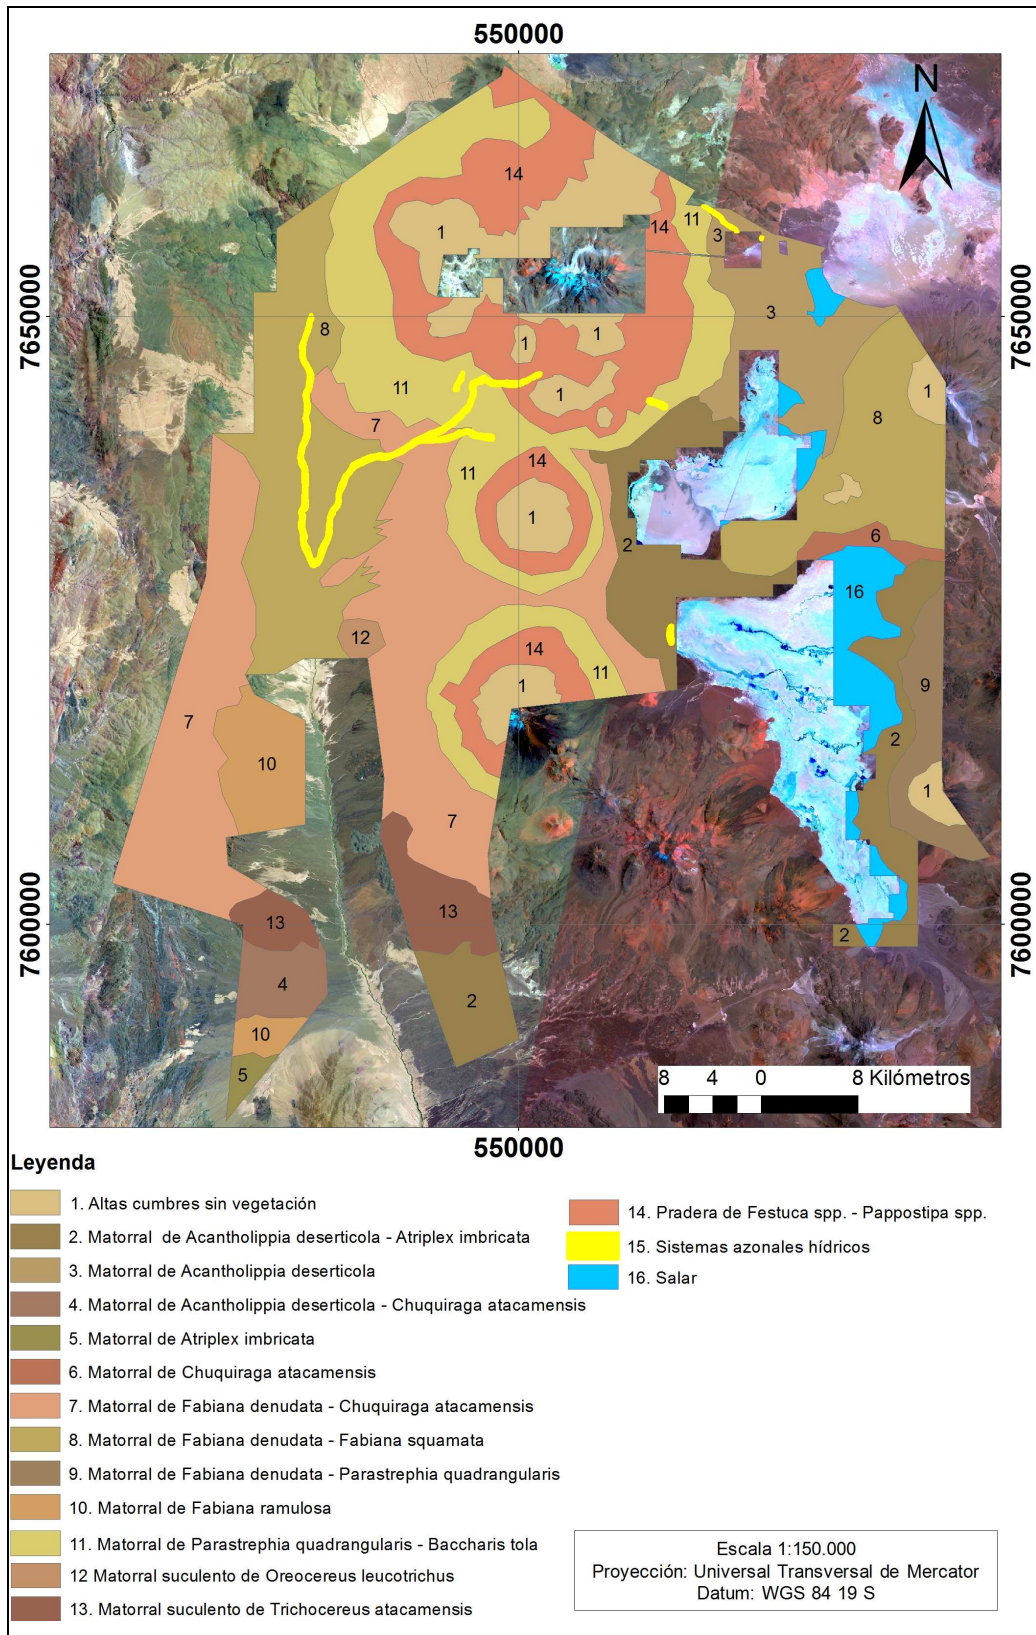 550000
N
14
1
14
11
3
7650000
7650000
8
3
1
1
11
1
1
8
7
14
11
1
2
6
16
12
14
11
1
9
7
2
10
1
7
7600000
7600000
13
13
2
4
2
10
5
8 4 0 8 Kilómetros
550000
Leyenda
1. Altas cumbres sin vegetación
2. Matorral de Acantholippia deserticola - Atriplex imbricata
3. Matorral de Acantholippia deserticola
4. Matorral de Acantholippia deserticola - Chuquiraga atacamensis
5. Matorral de Atriplex imbricata
6. Matorral de Chuquiraga atacamensis
7. Matorral de Fabiana denudata - Chuquiraga atacamensis
8. Matorral de Fabiana denudata - Fabiana squamata
9. Matorral de Fabiana denudata - Parastrephia quadrangularis
10. Matorral de Fabiana ramulosa
11. Matorral de Parastrephia quadrangularis - Baccharis tola
12 Matorral suculento de Oreocereus leucotrichus
13. Matorral suculento de Trichocereus atacamensis
14. Pradera de Festuca spp. - Pappostipa spp.
15. Sistemas azonales hídricos
16. Salar
Escala 1:150.000
Proyección: Universal Transversal de Mercator
Datum: WGS 84 19 S